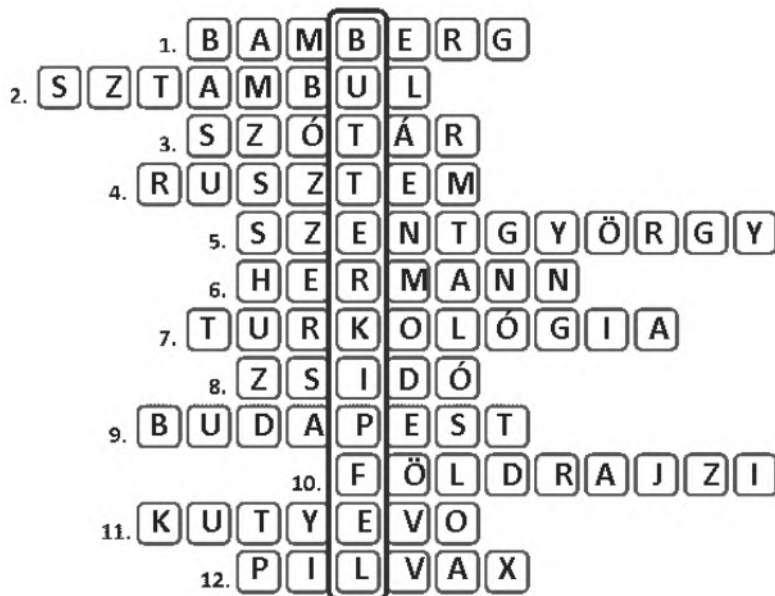 1. BAMBERG
2. SZTAMBUL
3. SZÓTÁR
4. RUSZTEM
5. SZENTGYÖRGY
6. HERMANN
7. TURKOLÓGIA
8. ZSIDÓ
9. BUDAPEST
10. FÖLDRAJZI
11. KUTYEVO
12. PILVAX